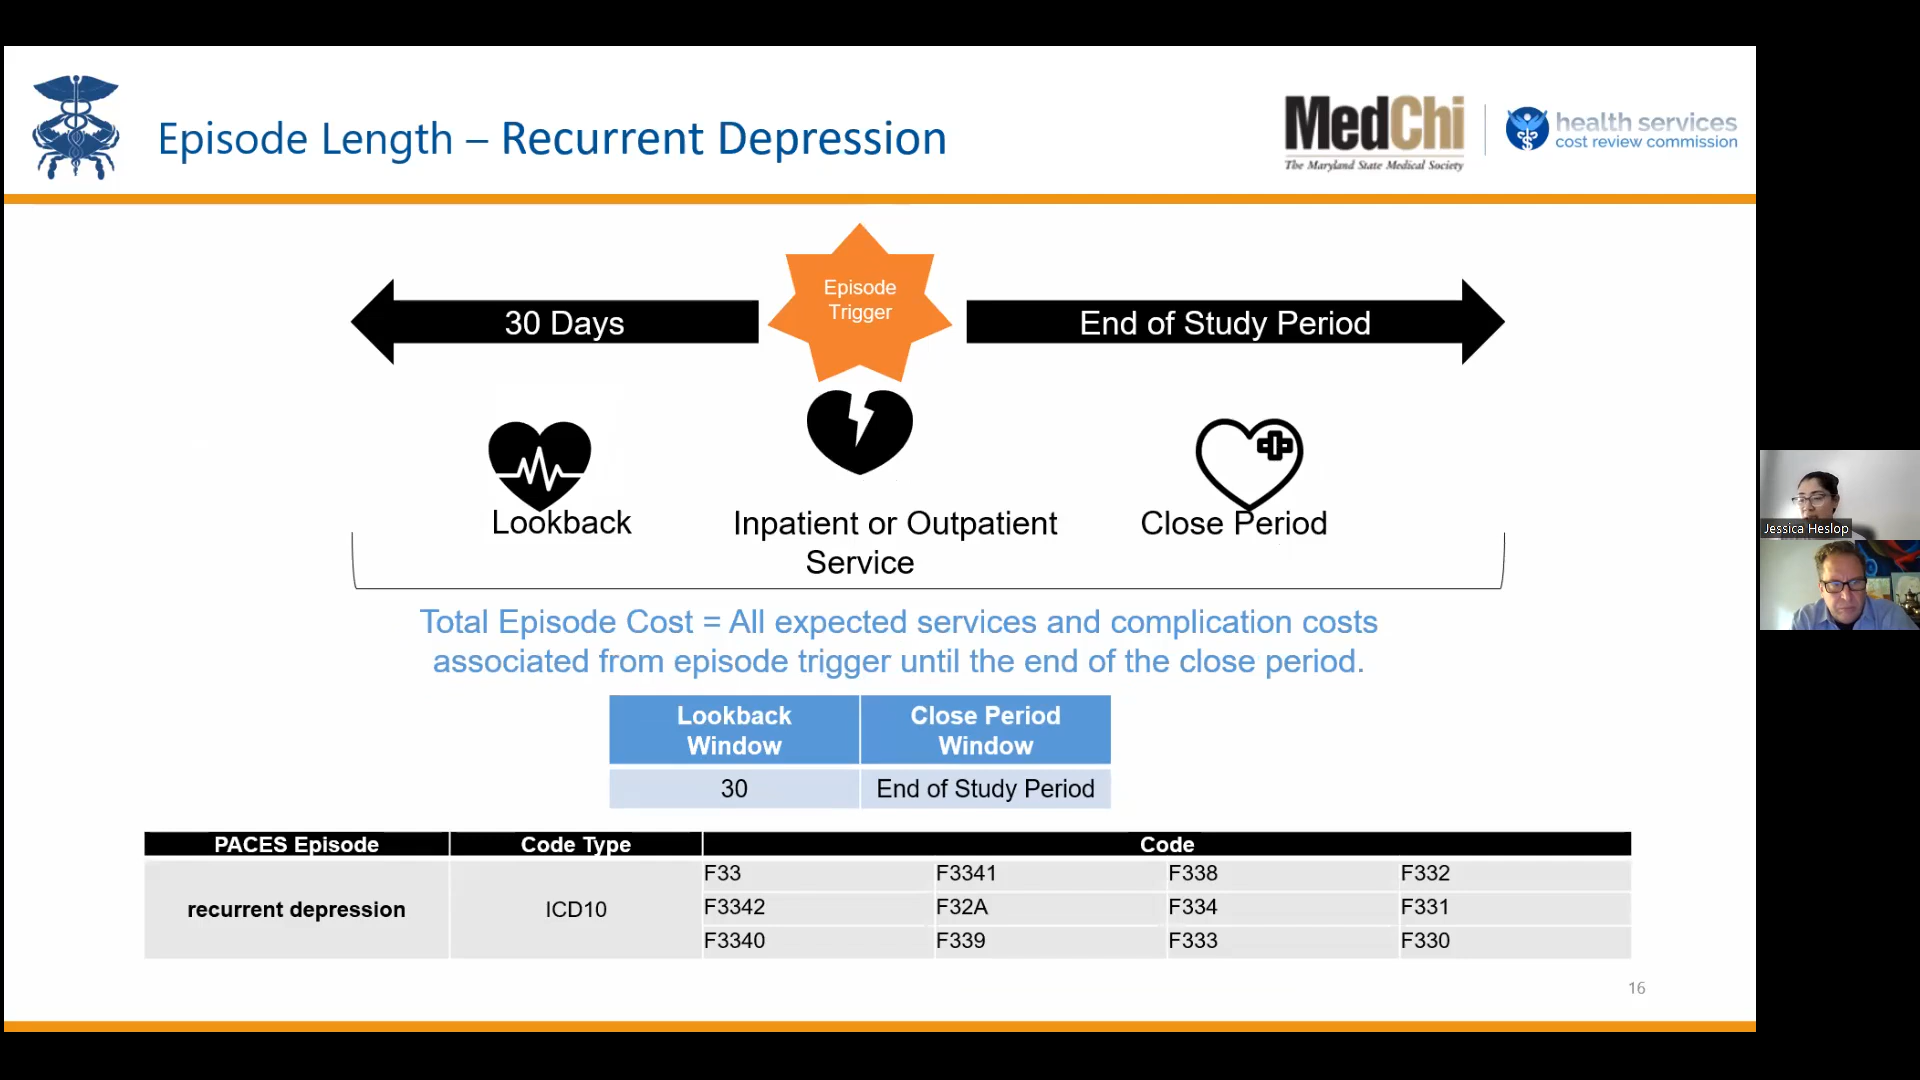 Episode Length – Recurrent Depression
MedChi
The Maryland State Medical Society
health services
cost review commission
30 Days
Episode
Trigger
End of Study Period
Lookback
Inpatient or Outpatient
Service
Close Period
Total Episode Cost = All expected services and complication costs
associated from episode trigger until the end of the close period.
Lookback
Window
Close Period
Window
30
End of Study Period
PACES Episode
Code Type
Code
recurrent depression
ICD10
F33
F3341
F338
F332
F3342
F32A
F334
F331
F3340
F339
F333
F330
16
Jessica Heslop